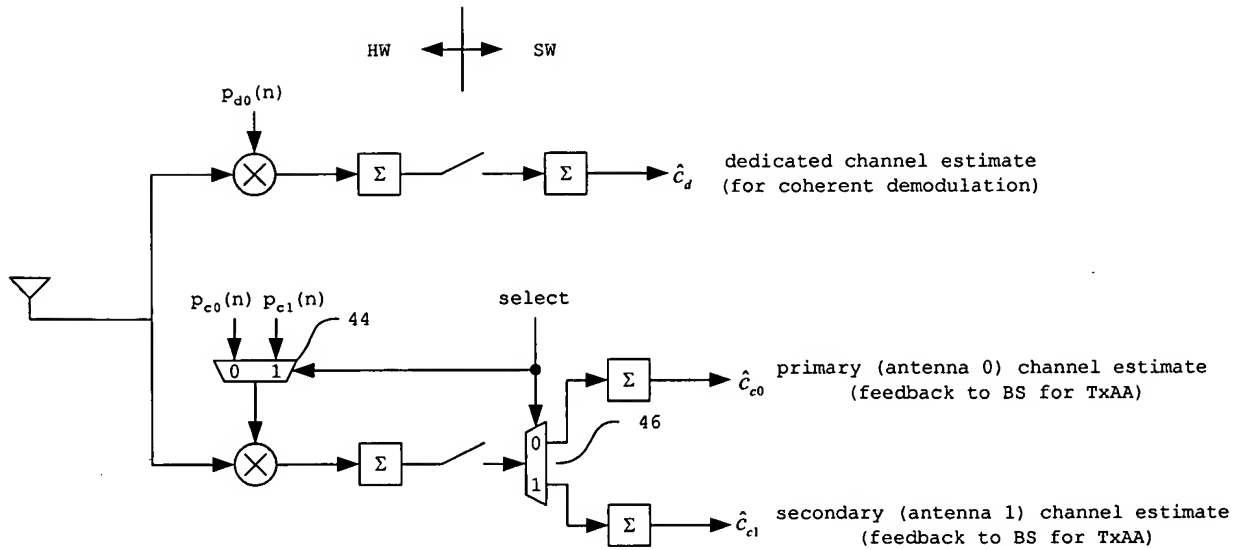 HW SW
p_d0(n)
Σ Σ ĉ_d dedicated channel estimate
(for coherent demodulation)
p_c0(n) p_c1(n) select
44
0 1
Σ ĉ_c0 primary (antenna 0) channel estimate
(feedback to BS for TxAA)
46
0
Σ
1
Σ ĉ_c1 secondary (antenna 1) channel estimate
(feedback to BS for TxAA)